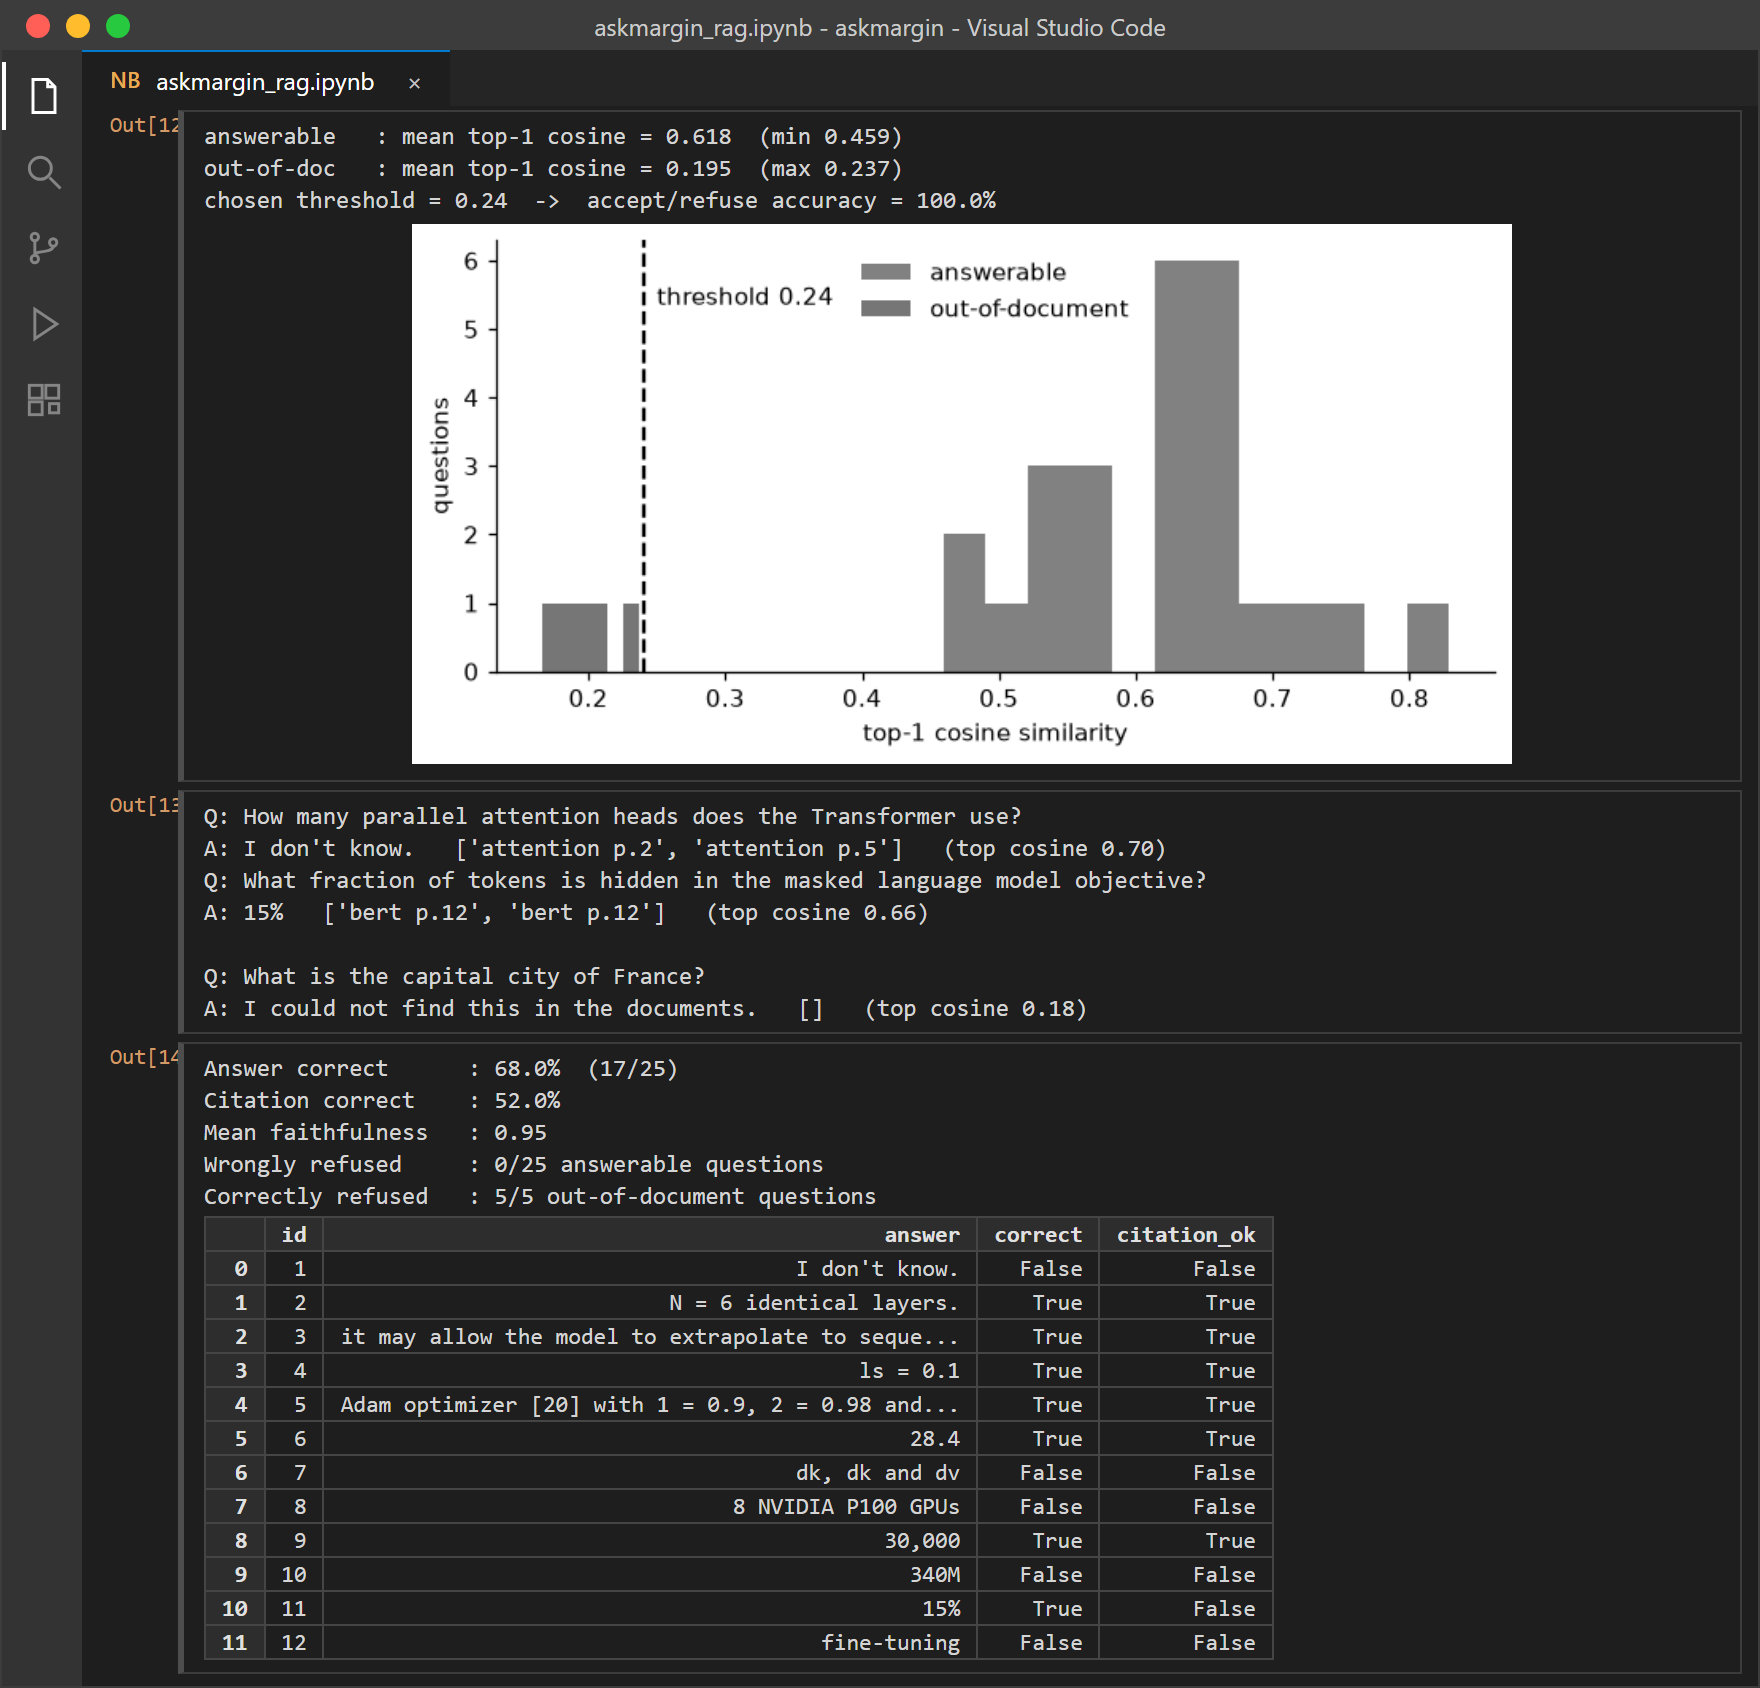 askmargin_rag.ipynb - askmargin - Visual Studio Code
NB askmargin_rag.ipynb ×
Out[12
answerable   : mean top-1 cosine = 0.618  (min 0.459)
out-of-doc   : mean top-1 cosine = 0.195  (max 0.237)
chosen threshold = 0.24  ->  accept/refuse accuracy = 100.0%
answerable
out-of-document
threshold 0.24
questions
6
5
4
3
2
1
0
0.2 0.3 0.4 0.5 0.6 0.7 0.8
top-1 cosine similarity
Out[13
Q: How many parallel attention heads does the Transformer use?
A: I don't know.   ['attention p.2', 'attention p.5']   (top cosine 0.70)
Q: What fraction of tokens is hidden in the masked language model objective?
A: 15%   ['bert p.12', 'bert p.12']   (top cosine 0.66)
Q: What is the capital city of France?
A: I could not find this in the documents.   []   (top cosine 0.18)
Out[14
Answer correct      : 68.0%  (17/25)
Citation correct    : 52.0%
Mean faithfulness   : 0.95
Wrongly refused     : 0/25 answerable questions
Correctly refused   : 5/5 out-of-document questions
id answer correct citation_ok
0 1 I don't know. False False
1 2 N = 6 identical layers. True True
2 3 it may allow the model to extrapolate to seque... True True
3 4 ls = 0.1 True True
4 5 Adam optimizer [20] with 1 = 0.9, 2 = 0.98 and... True True
5 6 28.4 True True
6 7 dk, dk and dv False False
7 8 8 NVIDIA P100 GPUs False False
8 9 30,000 True True
9 10 340M False False
10 11 15% True False
11 12 fine-tuning False False